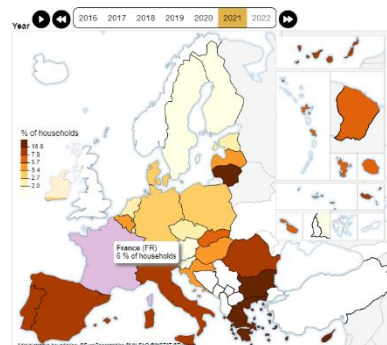 Year
2016 2017 2018 2019 2020 2021 2022
% of households
16.6
7.9
5.7
3.4
2.7
2.0
France (FR)
6 % of households